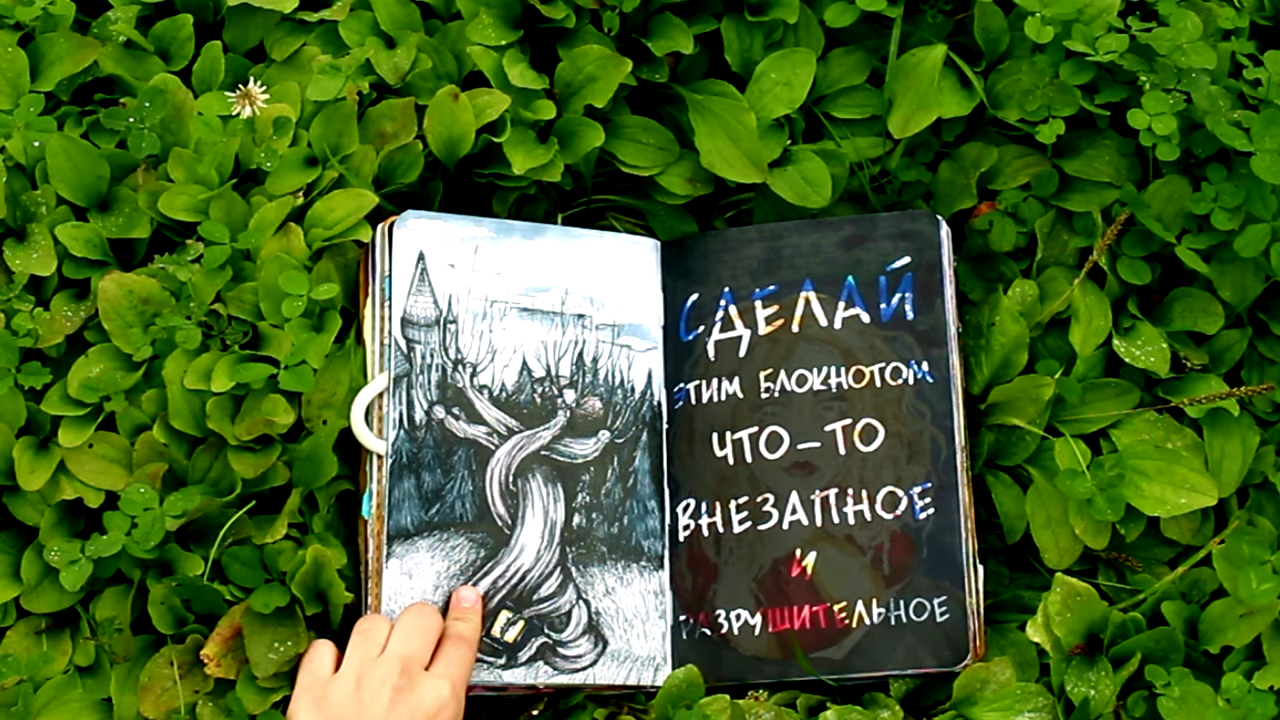 СДЕЛАЙ
ЭТИМ БЛОКНОТОМ
ЧТО-ТО
ВНЕЗАПНОЕ
И
РАЗРУШИТЕЛЬНОЕ